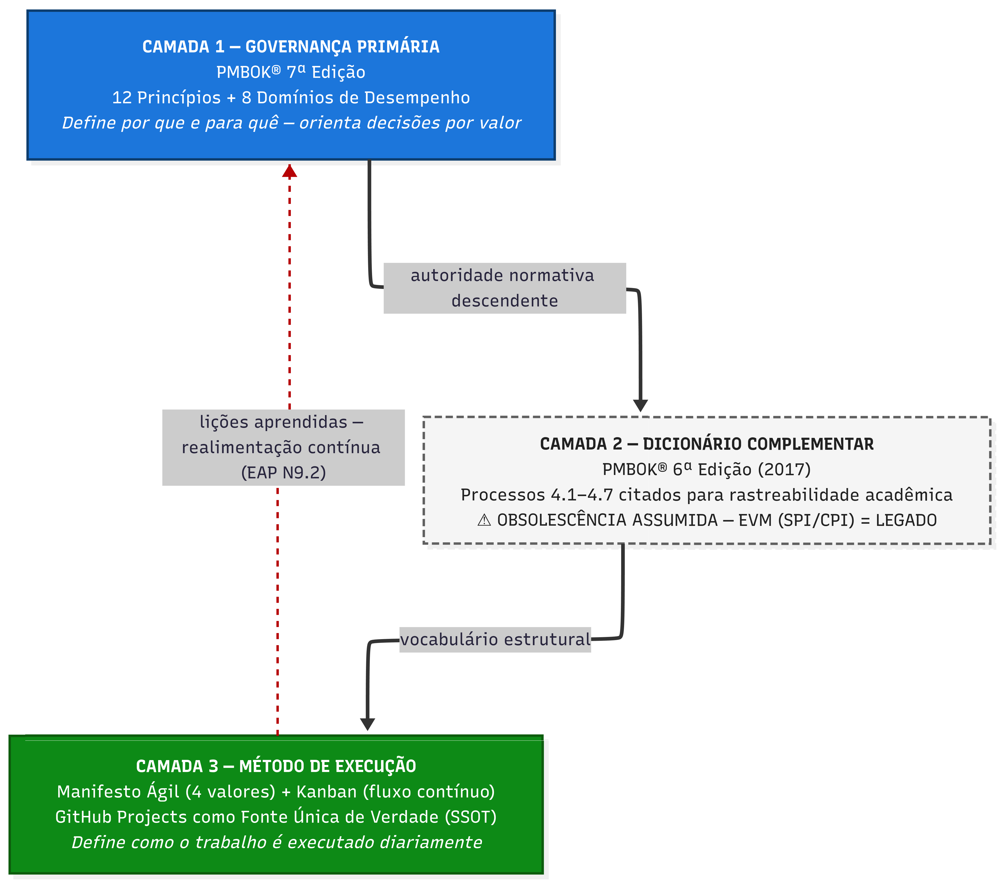 CAMADA 1 — GOVERNANÇA PRIMÁRIA
PMBOK® 7ª Edição
12 Princípios + 8 Domínios de Desempenho
Define por que e para quê — orienta decisões por valor
autoridade normativa
descendente
lições aprendidas —
realimentação contínua
(EAP N9.2)
CAMADA 2 — DICIONÁRIO COMPLEMENTAR
PMBOK® 6ª Edição (2017)
Processos 4.1–4.7 citados para rastreabilidade acadêmica
⚠ OBSOLESCÊNCIA ASSUMIDA — EVM (SPI/CPI) = LEGADO
vocabulário estrutural
CAMADA 3 — MÉTODO DE EXECUÇÃO
Manifesto Ágil (4 valores) + Kanban (fluxo contínuo)
GitHub Projects como Fonte Única de Verdade (SSOT)
Define como o trabalho é executado diariamente